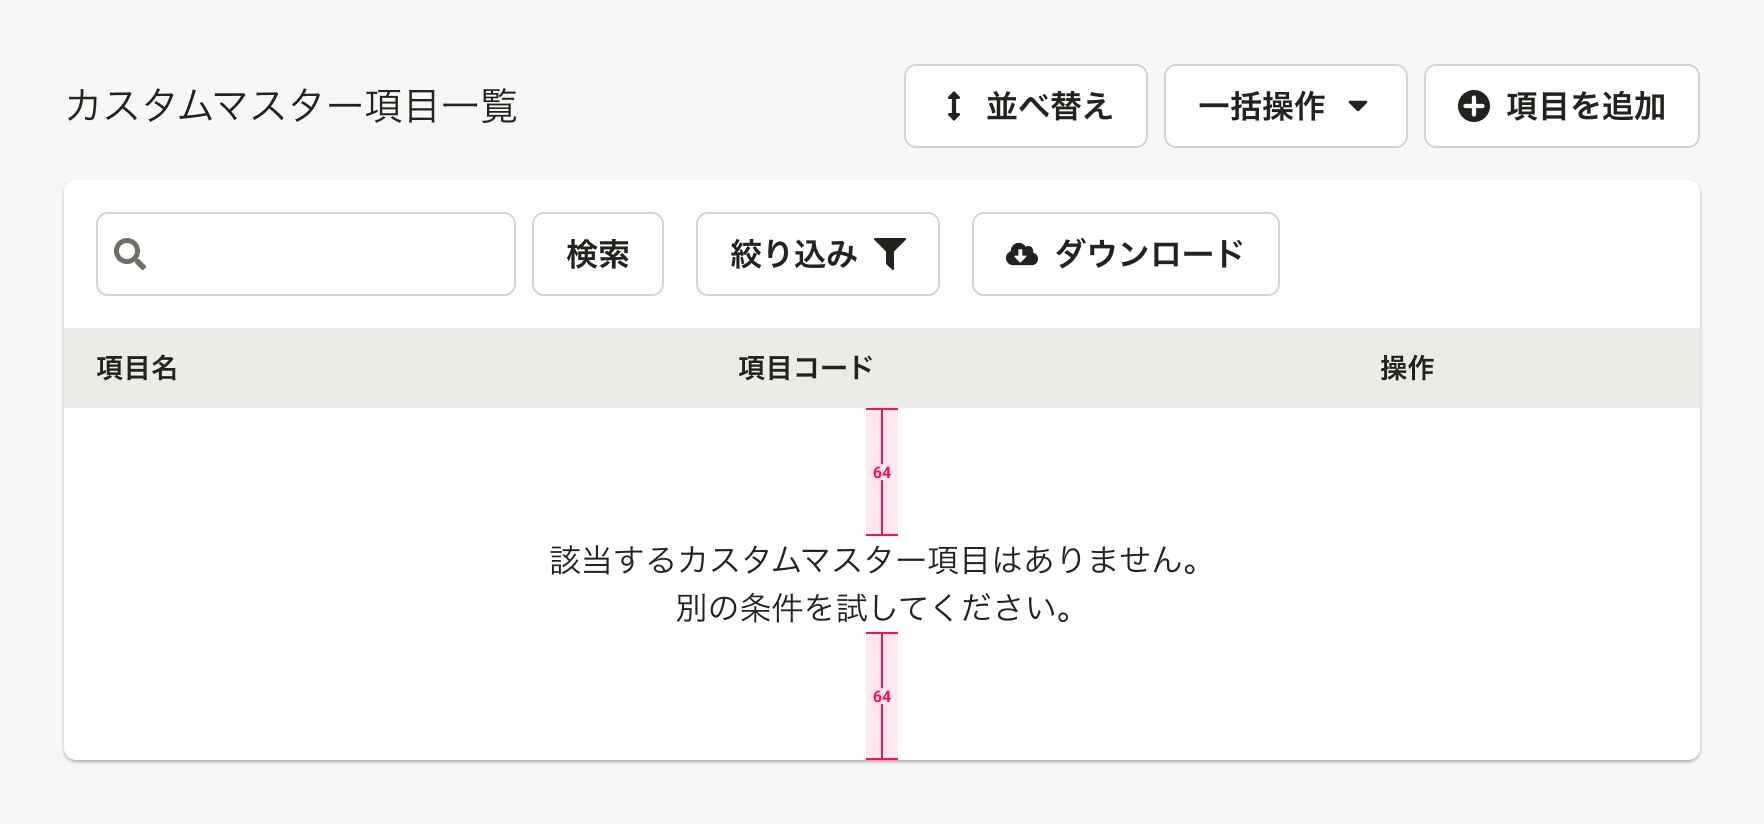 カスタムマスター項目一覧
並べ替え
一括操作
項目を追加
検索
絞り込み
ダウンロード
項目名
項目コード
操作
64
該当するカスタムマスター項目はありません。
別の条件を試してください。
64